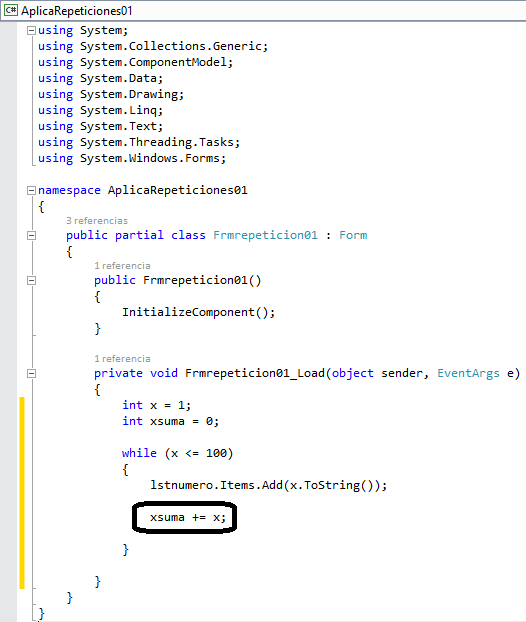 C# AplicaRepeticiones01
using System;
using System.Collections.Generic;
using System.ComponentModel;
using System.Data;
using System.Drawing;
using System.Linq;
using System.Text;
using System.Threading.Tasks;
using System.Windows.Forms;
namespace AplicaRepeticiones01
{
3 referencias
public partial class Frmrepeticion01 : Form
{
1 referencia
public Frmrepeticion01()
{
InitializeComponent();
}
1 referencia
private void Frmrepeticion01_Load(object sender, EventArgs e)
{
int x = 1;
int xsuma = 0;
while (x <= 100)
{
lstnumero.Items.Add(x.ToString());
xsuma += x;
}
}
}
}